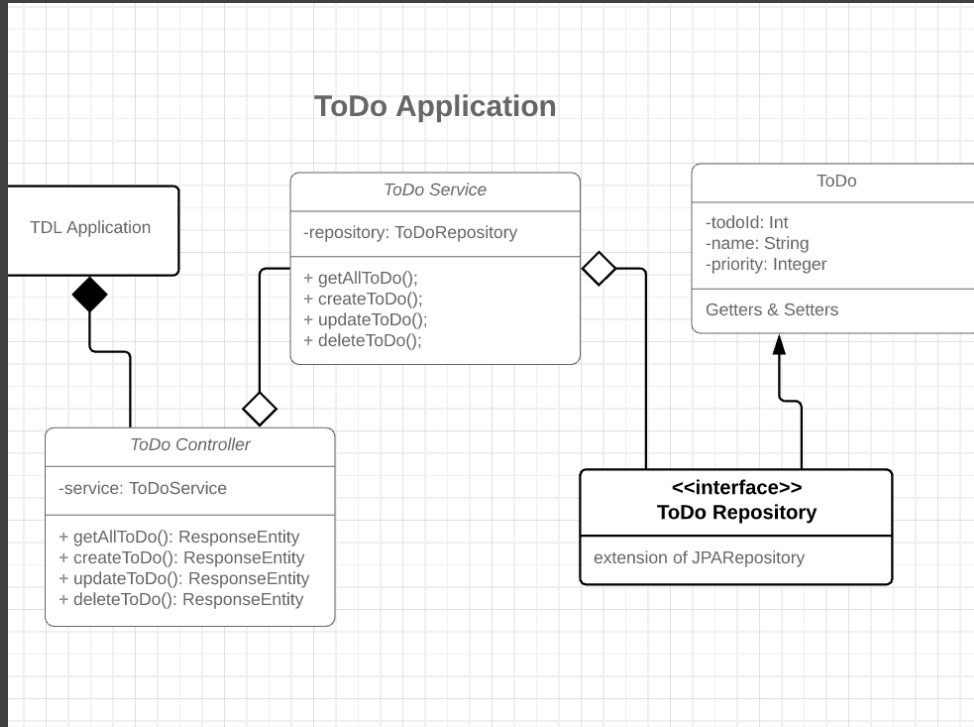 ToDo Application
TDL Application
ToDo Service
-repository: ToDoRepository
+ getAllToDo();
+ createToDo();
+ updateToDo();
+ deleteToDo();
ToDo
-todoId: Int
-name: String
-priority: Integer
Getters & Setters
ToDo Controller
-service: ToDoService
+ getAllToDo(): ResponseEntity
+ createToDo(): ResponseEntity
+ updateToDo(): ResponseEntity
+ deleteToDo(): ResponseEntity
<<interface>>
ToDo Repository
extension of JPARepository